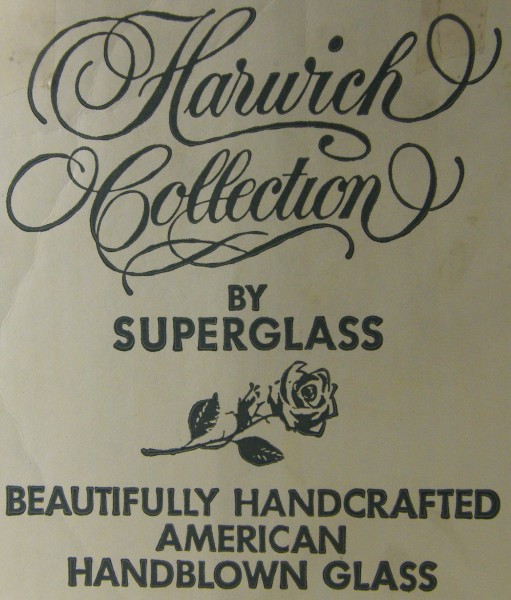 Harwich
Collection
BY
SUPERGLASS
BEAUTIFULLY HANDCRAFTED
AMERICAN
HANDBLOWN GLASS